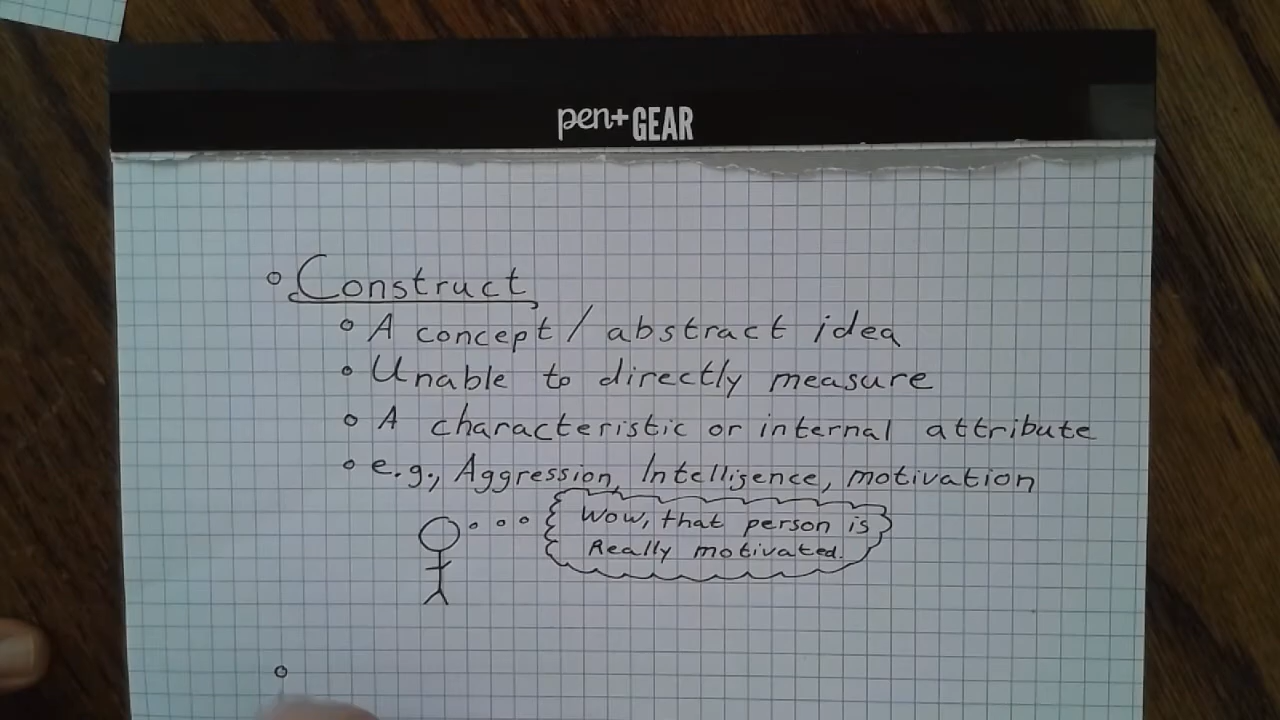 pen+GEAR
Construct
A concept / abstract idea
Unable to directly measure
A characteristic or internal attribute
e.g., Aggression, Intelligence, motivation
Wow, that person is
Really motivated.